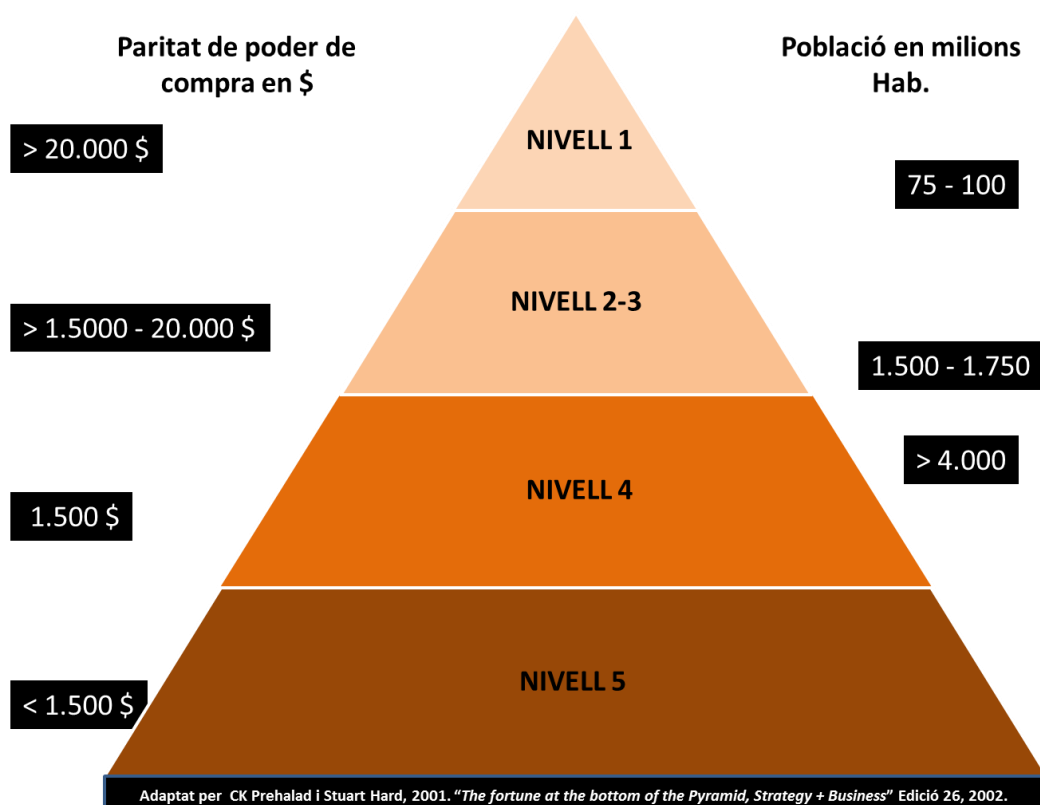 Paritat de poder de
compra en $
Població en milions
Hab.
> 20.000 $
NIVELL 1
75 - 100
NIVELL 2-3
> 1.5000 - 20.000 $
1.500 - 1.750
> 4.000
NIVELL 4
1.500 $
NIVELL 5
< 1.500 $
Adaptat per CK Prehalad i Stuart Hard, 2001. “The fortune at the bottom of the Pyramid, Strategy + Business” Edició 26, 2002.